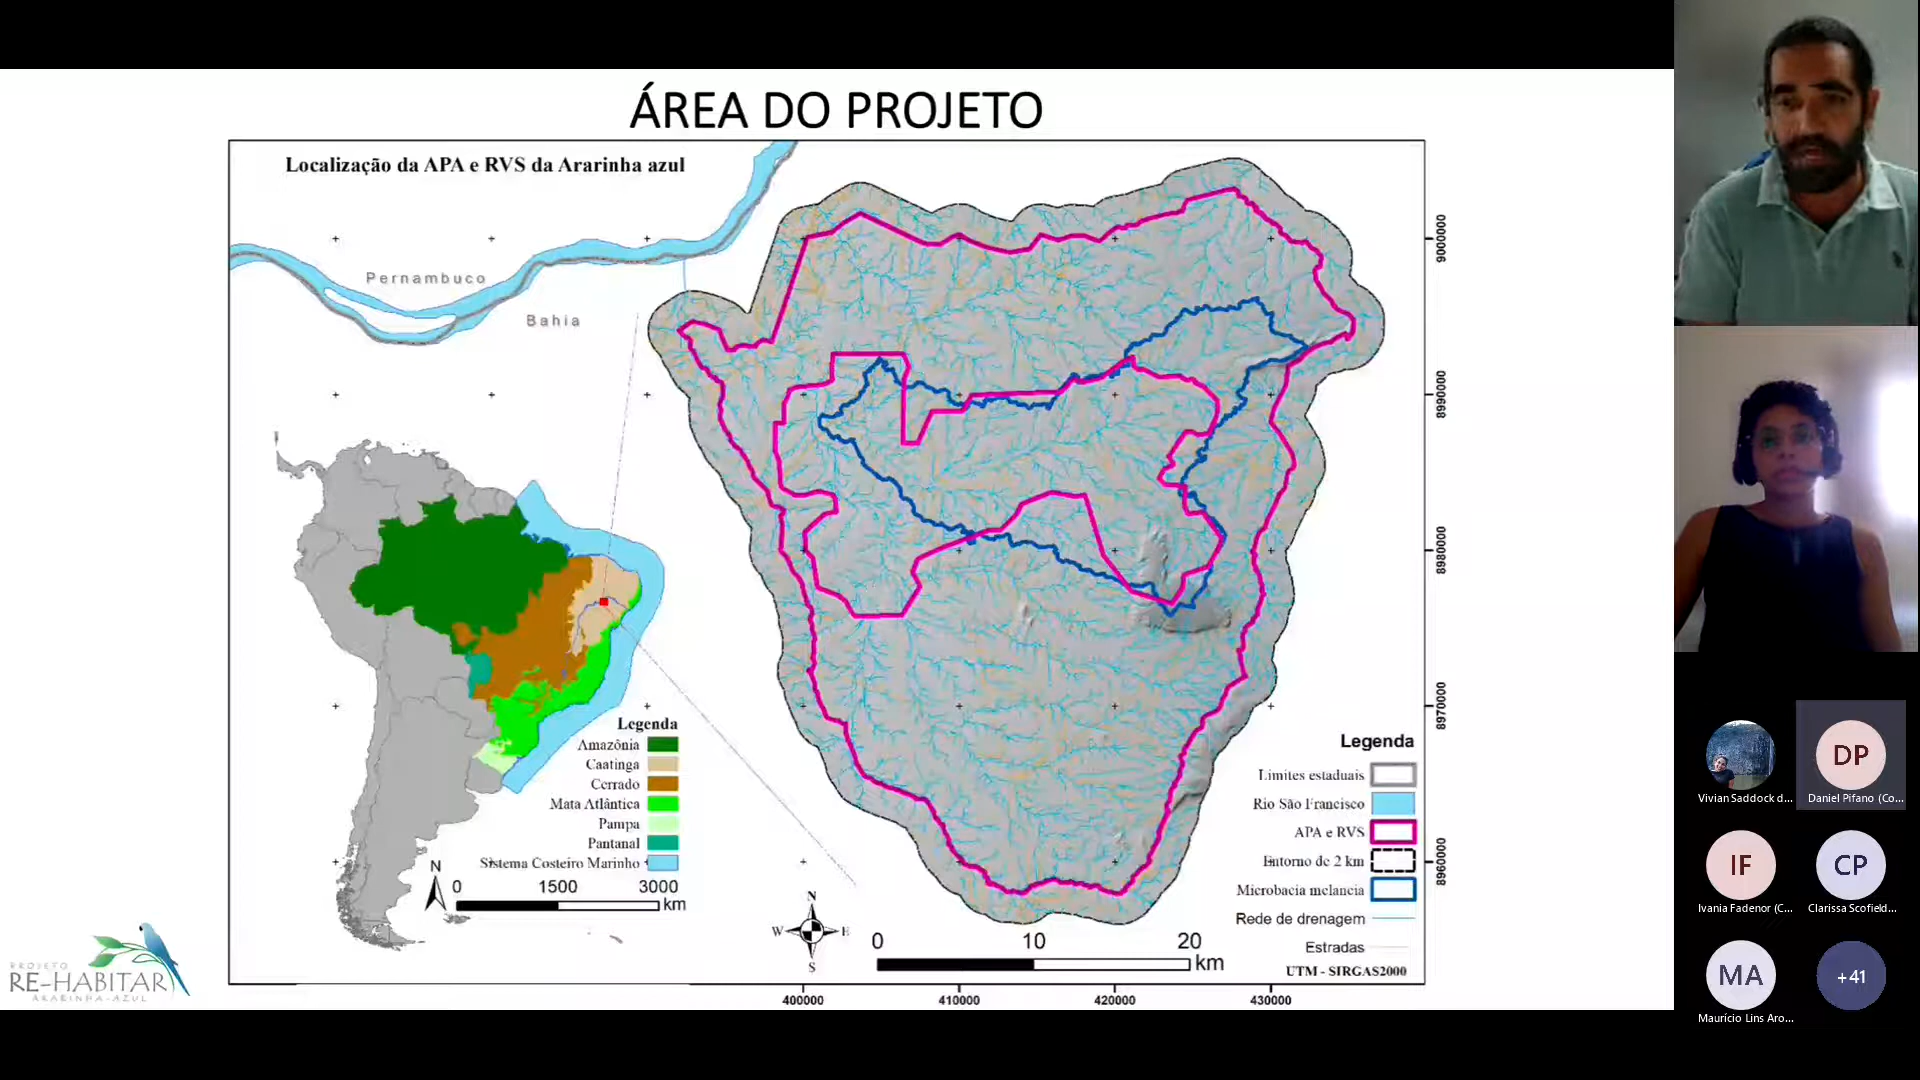 ÁREA DO PROJETO
Localização da APA e RVS da Ararinha azul
Pernambuco
Bahia
9000000
8990000
8980000
8970000
8960000
Legenda
Amazônia
Caatinga
Cerrado
Mata Atlântica
Pampa
Pantanal
Sistema Costeiro Marinho
N
0 1500 3000
km
Legenda
Limites estaduais
Rio São Francisco
APA e RVS
Entorno de 2 km
Microbacia melancia
Rede de drenagem
Estradas
UTM - SIRGAS2000
N
W E
S
0 10 20
km
400000 410000 420000 430000
PROJETO
RE-HABITAR
ARARINHA-AZUL
DP
Vivian Saddock d...
Daniel Pifano (Co...
IF
CP
Ivania Fadenor (C...
Clarissa Scofield...
MA
+41
Maurício Lins Aro...